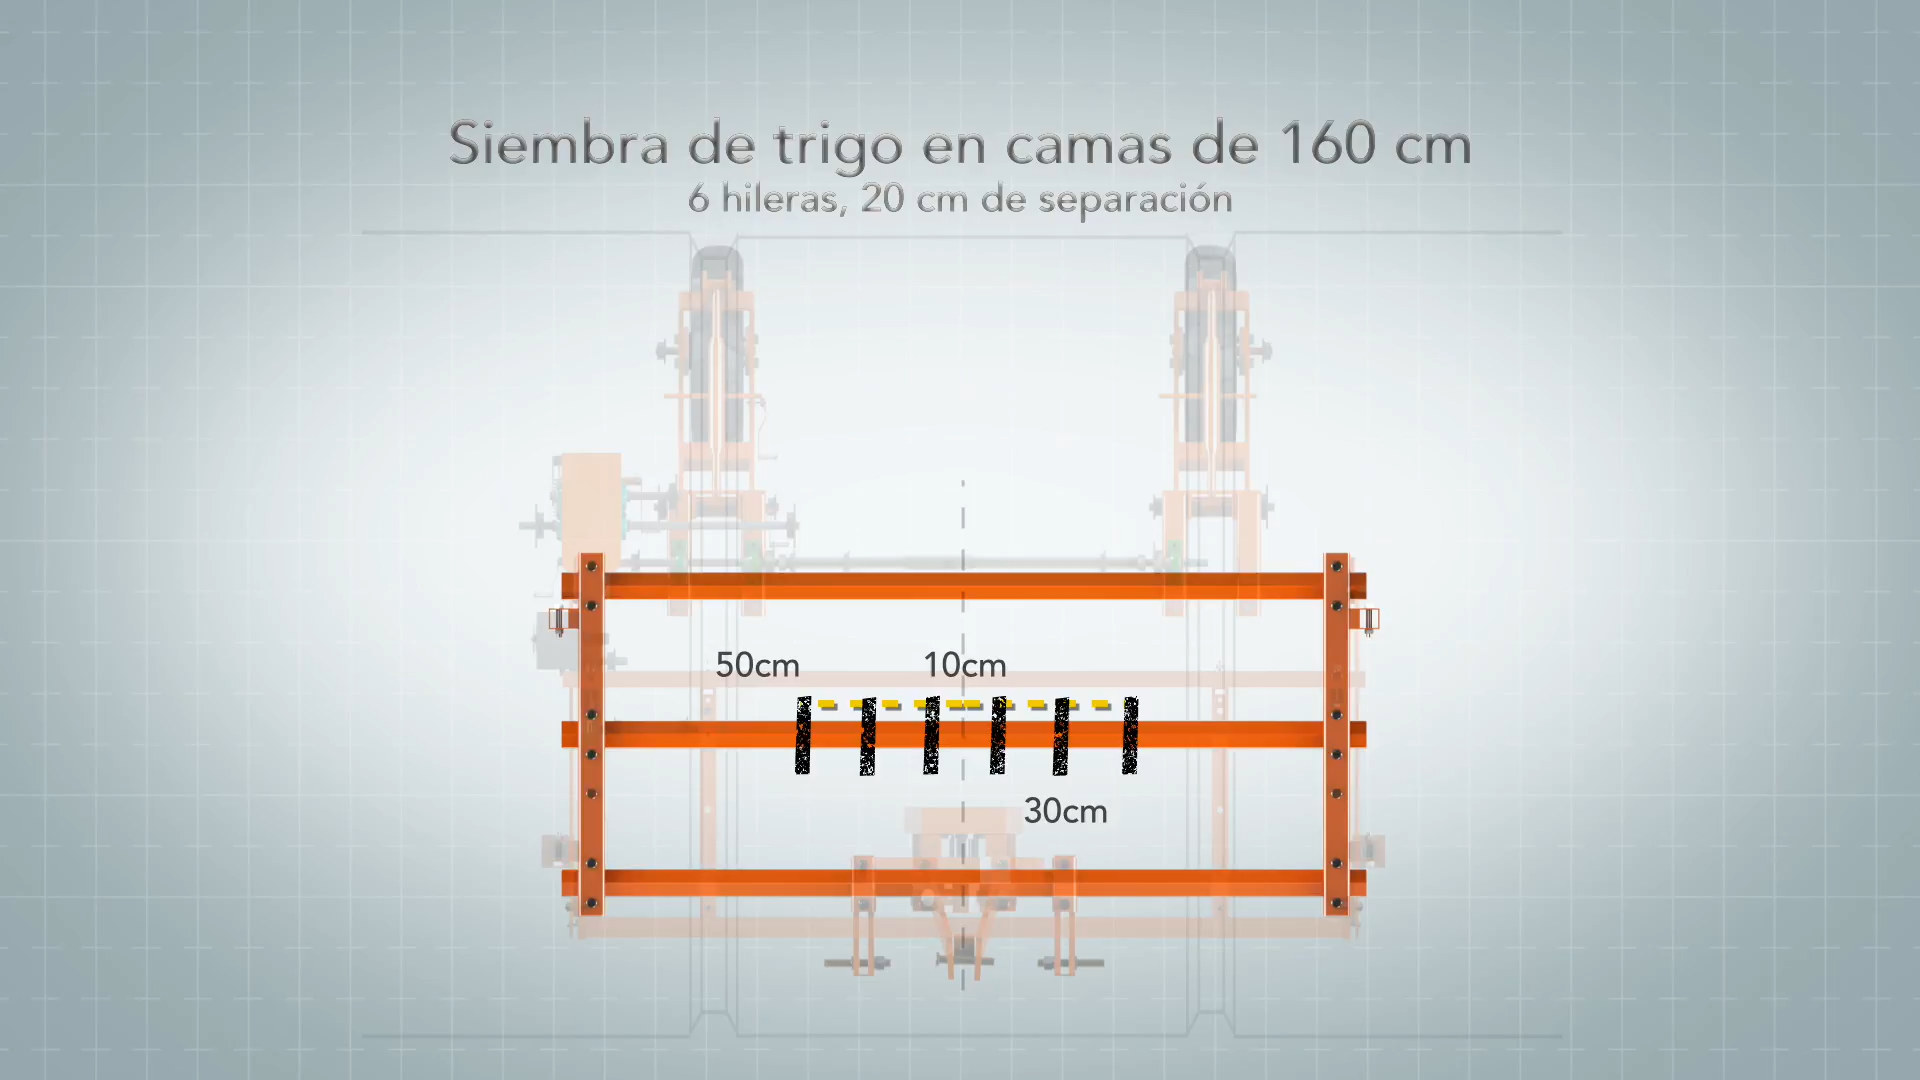 Siembra de trigo en camas de 160 cm
6 hileras, 20 cm de separación
50cm
10cm
30cm